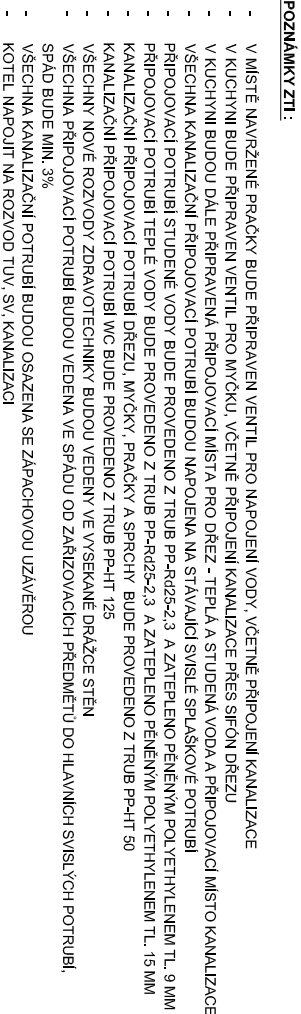 POZNÁMKY ZTI :
- V MÍSTĚ NAVRŽENÉ PRAČKY BUDE PŘIPRAVEN VENTIL PRO NAPOJENÍ VODY, VČETNĚ PŘIPOJENÍ KANALIZACE
- V KUCHYNI BUDE PŘIPRAVEN VENTIL PRO MYČKU, VČETNĚ PŘIPOJENÍ KANALIZACE PŘES SIFÓN DŘEZU
- V KUCHYNI BUDOU DÁLE PŘIPRAVENÁ PŘIPOJOVACÍ MÍSTA PRO DŘEZ - TEPLÁ A STUDENÁ VODA A PŘIPOJOVACÍ MÍSTO KANALIZACE
- VŠECHNA KANALIZAČNÍ PŘIPOJOVACÍ POTRUBÍ BUDOU NAPOJENA NA STÁVAJÍCÍ SVISLÉ SPLAŠKOVÉ POTRUBÍ
- PŘIPOJOVACÍ POTRUBÍ STUDENÉ VODY BUDE PROVEDENO Z TRUB PP-Rd25-2,3 A ZATEPLENO PĚNĚNÝM POLYETHYLENEM TL. 9 MM
- PŘIPOJOVACÍ POTRUBÍ TEPLÉ VODY BUDE PROVEDENO Z TRUB PP-Rd25-2,3 A ZATEPLENO PĚNĚNÝM POLYETHYLENEM TL. 15 MM
- KANALIZAČNÍ PŘIPOJOVACÍ POTRUBÍ DŘEZU, MYČKY, PRAČKY A SPRCHY BUDE PROVEDENO Z TRUB PP-HT 50
- KANALIZAČNÍ PŘIPOJOVACÍ POTRUBÍ WC BUDE PROVEDENO Z TRUB PP-HT 125
- VŠECHNY NOVÉ ROZVODY ZDRAVOTECHNIKY BUDOU VEDENY VE VYSEKANÉ DRÁŽCE STĚN
- VŠECHNA PŘIPOJOVACÍ POTRUBÍ BUDOU VEDENA VE SPÁDU OD ZAŘIZOVACÍCH PŘEDMĚTŮ DO HLAVNÍCH SVISLÝCH POTRUBÍ,
SPÁD BUDE MIN. 3%
- VŠECHNA KANALIZAČNÍ POTRUBÍ BUDOU OSAZENA SE ZÁPACHOVOU UZÁVĚROU
- KOTEL NAPOJIT NA ROZVOD TUV, SV, KANALIZACI